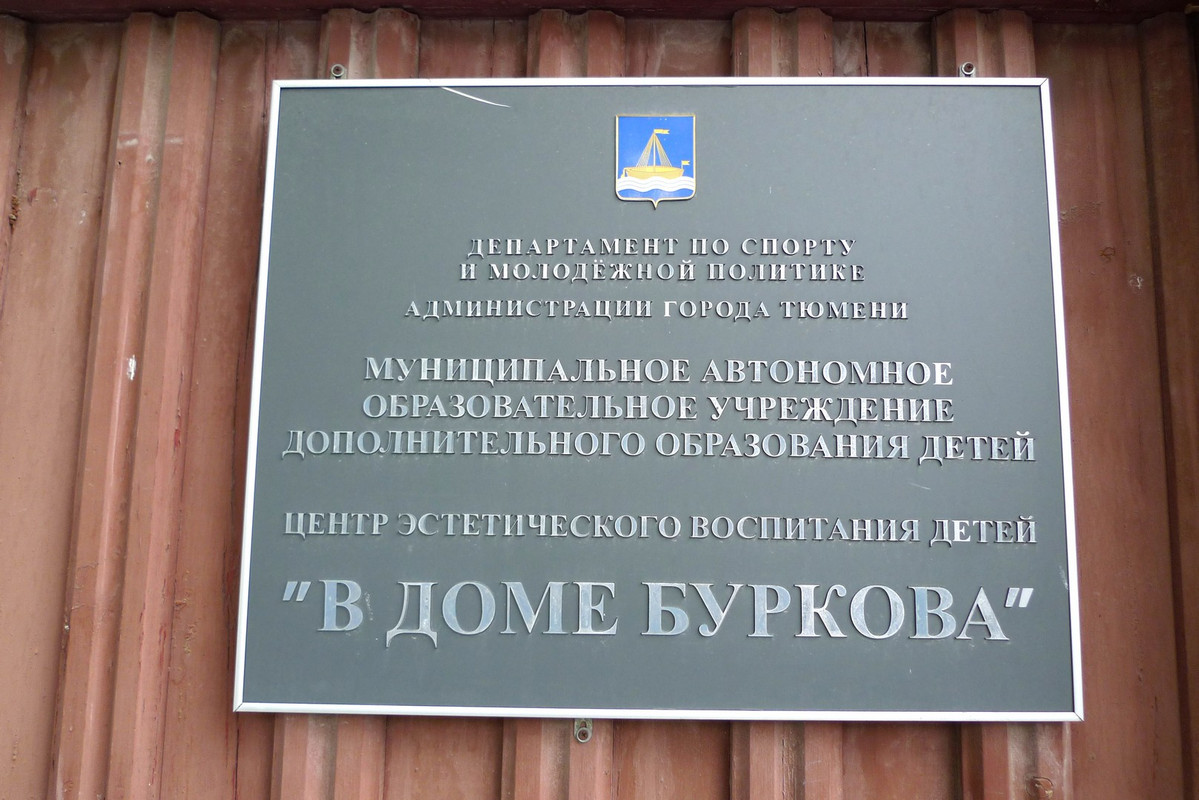 ДЕПАРТАМЕНТ ПО СПОРТУ
И МОЛОДЁЖНОЙ ПОЛИТИКЕ
АДМИНИСТРАЦИИ ГОРОДА ТЮМЕНИ
МУНИЦИПАЛЬНОЕ АВТОНОМНОЕ
ОБРАЗОВАТЕЛЬНОЕ УЧРЕЖДЕНИЕ
ДОПОЛНИТЕЛЬНОГО ОБРАЗОВАНИЯ ДЕТЕЙ
ЦЕНТР ЭСТЕТИЧЕСКОГО ВОСПИТАНИЯ ДЕТЕЙ
"В ДОМЕ БУРКОВА"